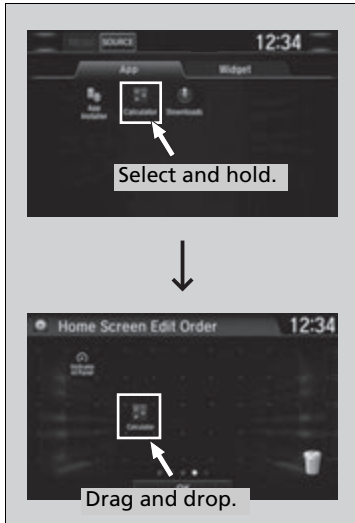 SOURCE
12:34
App
Widget
App
Installer
Calculator
Downloads
Select and hold.
Home Screen Edit Order
12:34
Calculator
Drag and drop.